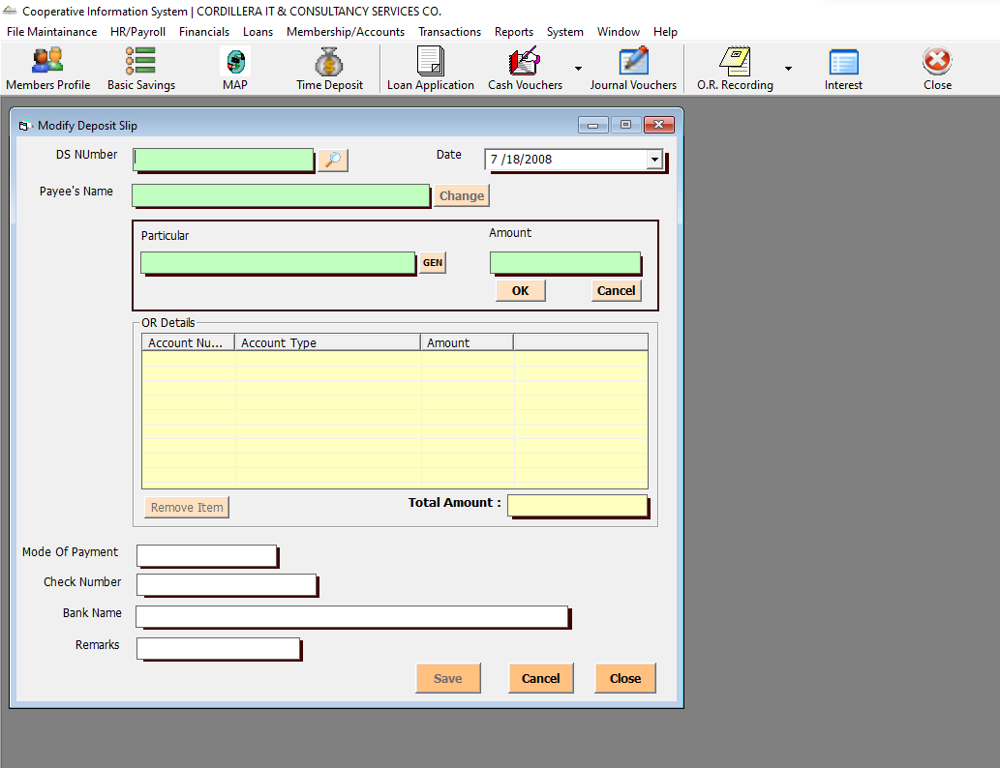 Cooperative Information System | CORDILLERA IT & CONSULTANCY SERVICES CO.
File Maintainance HR/Payroll Financials Loans Membership/Accounts Transactions Reports System Window Help
Members Profile Basic Savings MAP Time Deposit Loan Application Cash Vouchers Journal Vouchers O.R. Recording Interest Close
Modify Deposit Slip
DS NUmber Date 7 /18/2008
Payee's Name Change
Particular Amount
GEN
OK Cancel
OR Details
Account Nu... Account Type Amount
Remove Item Total Amount :
Mode Of Payment
Check Number
Bank Name
Remarks
Save Cancel Close